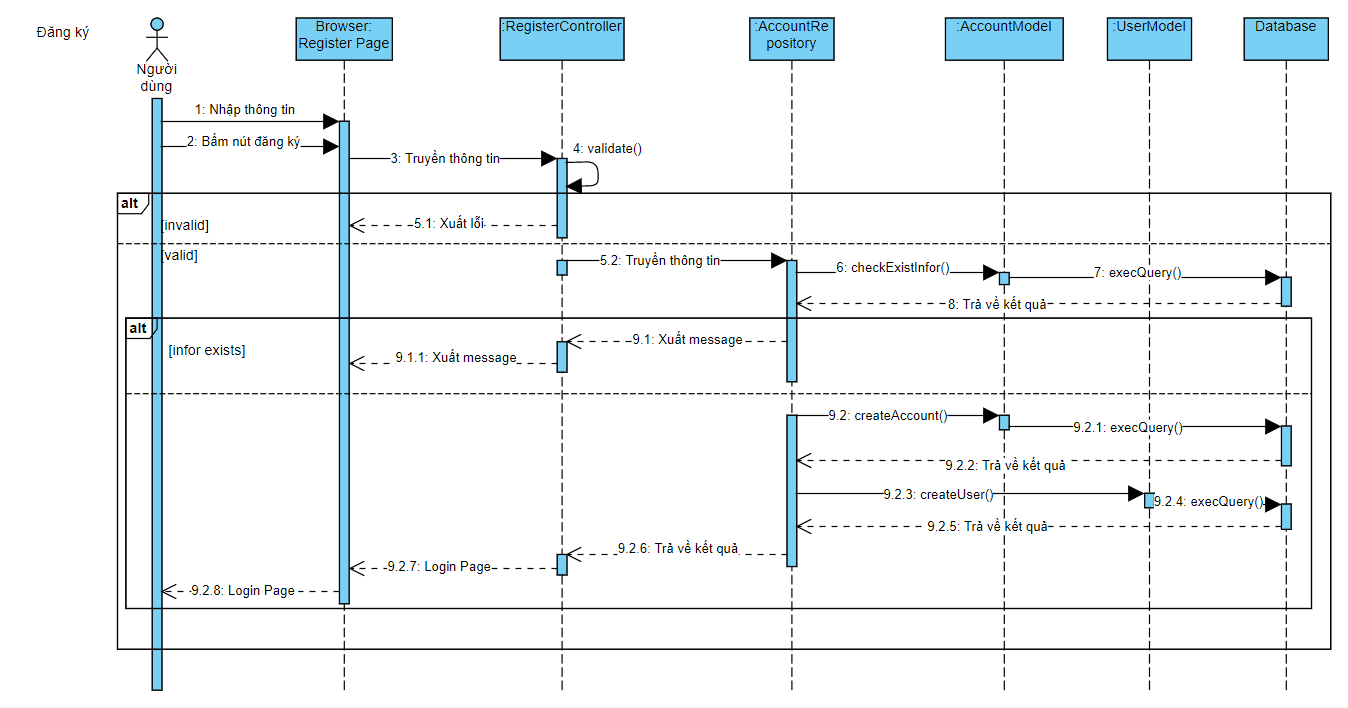 Đăng ký
Người
dùng
Browser:
Register Page
:RegisterController
:AccountRe
pository
:AccountModel
:UserModel
Database
1: Nhập thông tin
2: Bấm nút đăng ký
3: Truyền thông tin
4: validate()
alt
[invalid]
5.1: Xuất lỗi
[valid]
5.2: Truyền thông tin
6: checkExistInfor()
7: execQuery()
8: Trả về kết quả
alt
[infor exists]
9.1: Xuất message
9.1.1: Xuất message
9.2: createAccount()
9.2.1: execQuery()
9.2.2: Trả về kết quả
9.2.3: createUser()
9.2.4: execQuery()
9.2.5: Trả về kết quả
9.2.6: Trả về kết quả
9.2.7: Login Page
9.2.8: Login Page